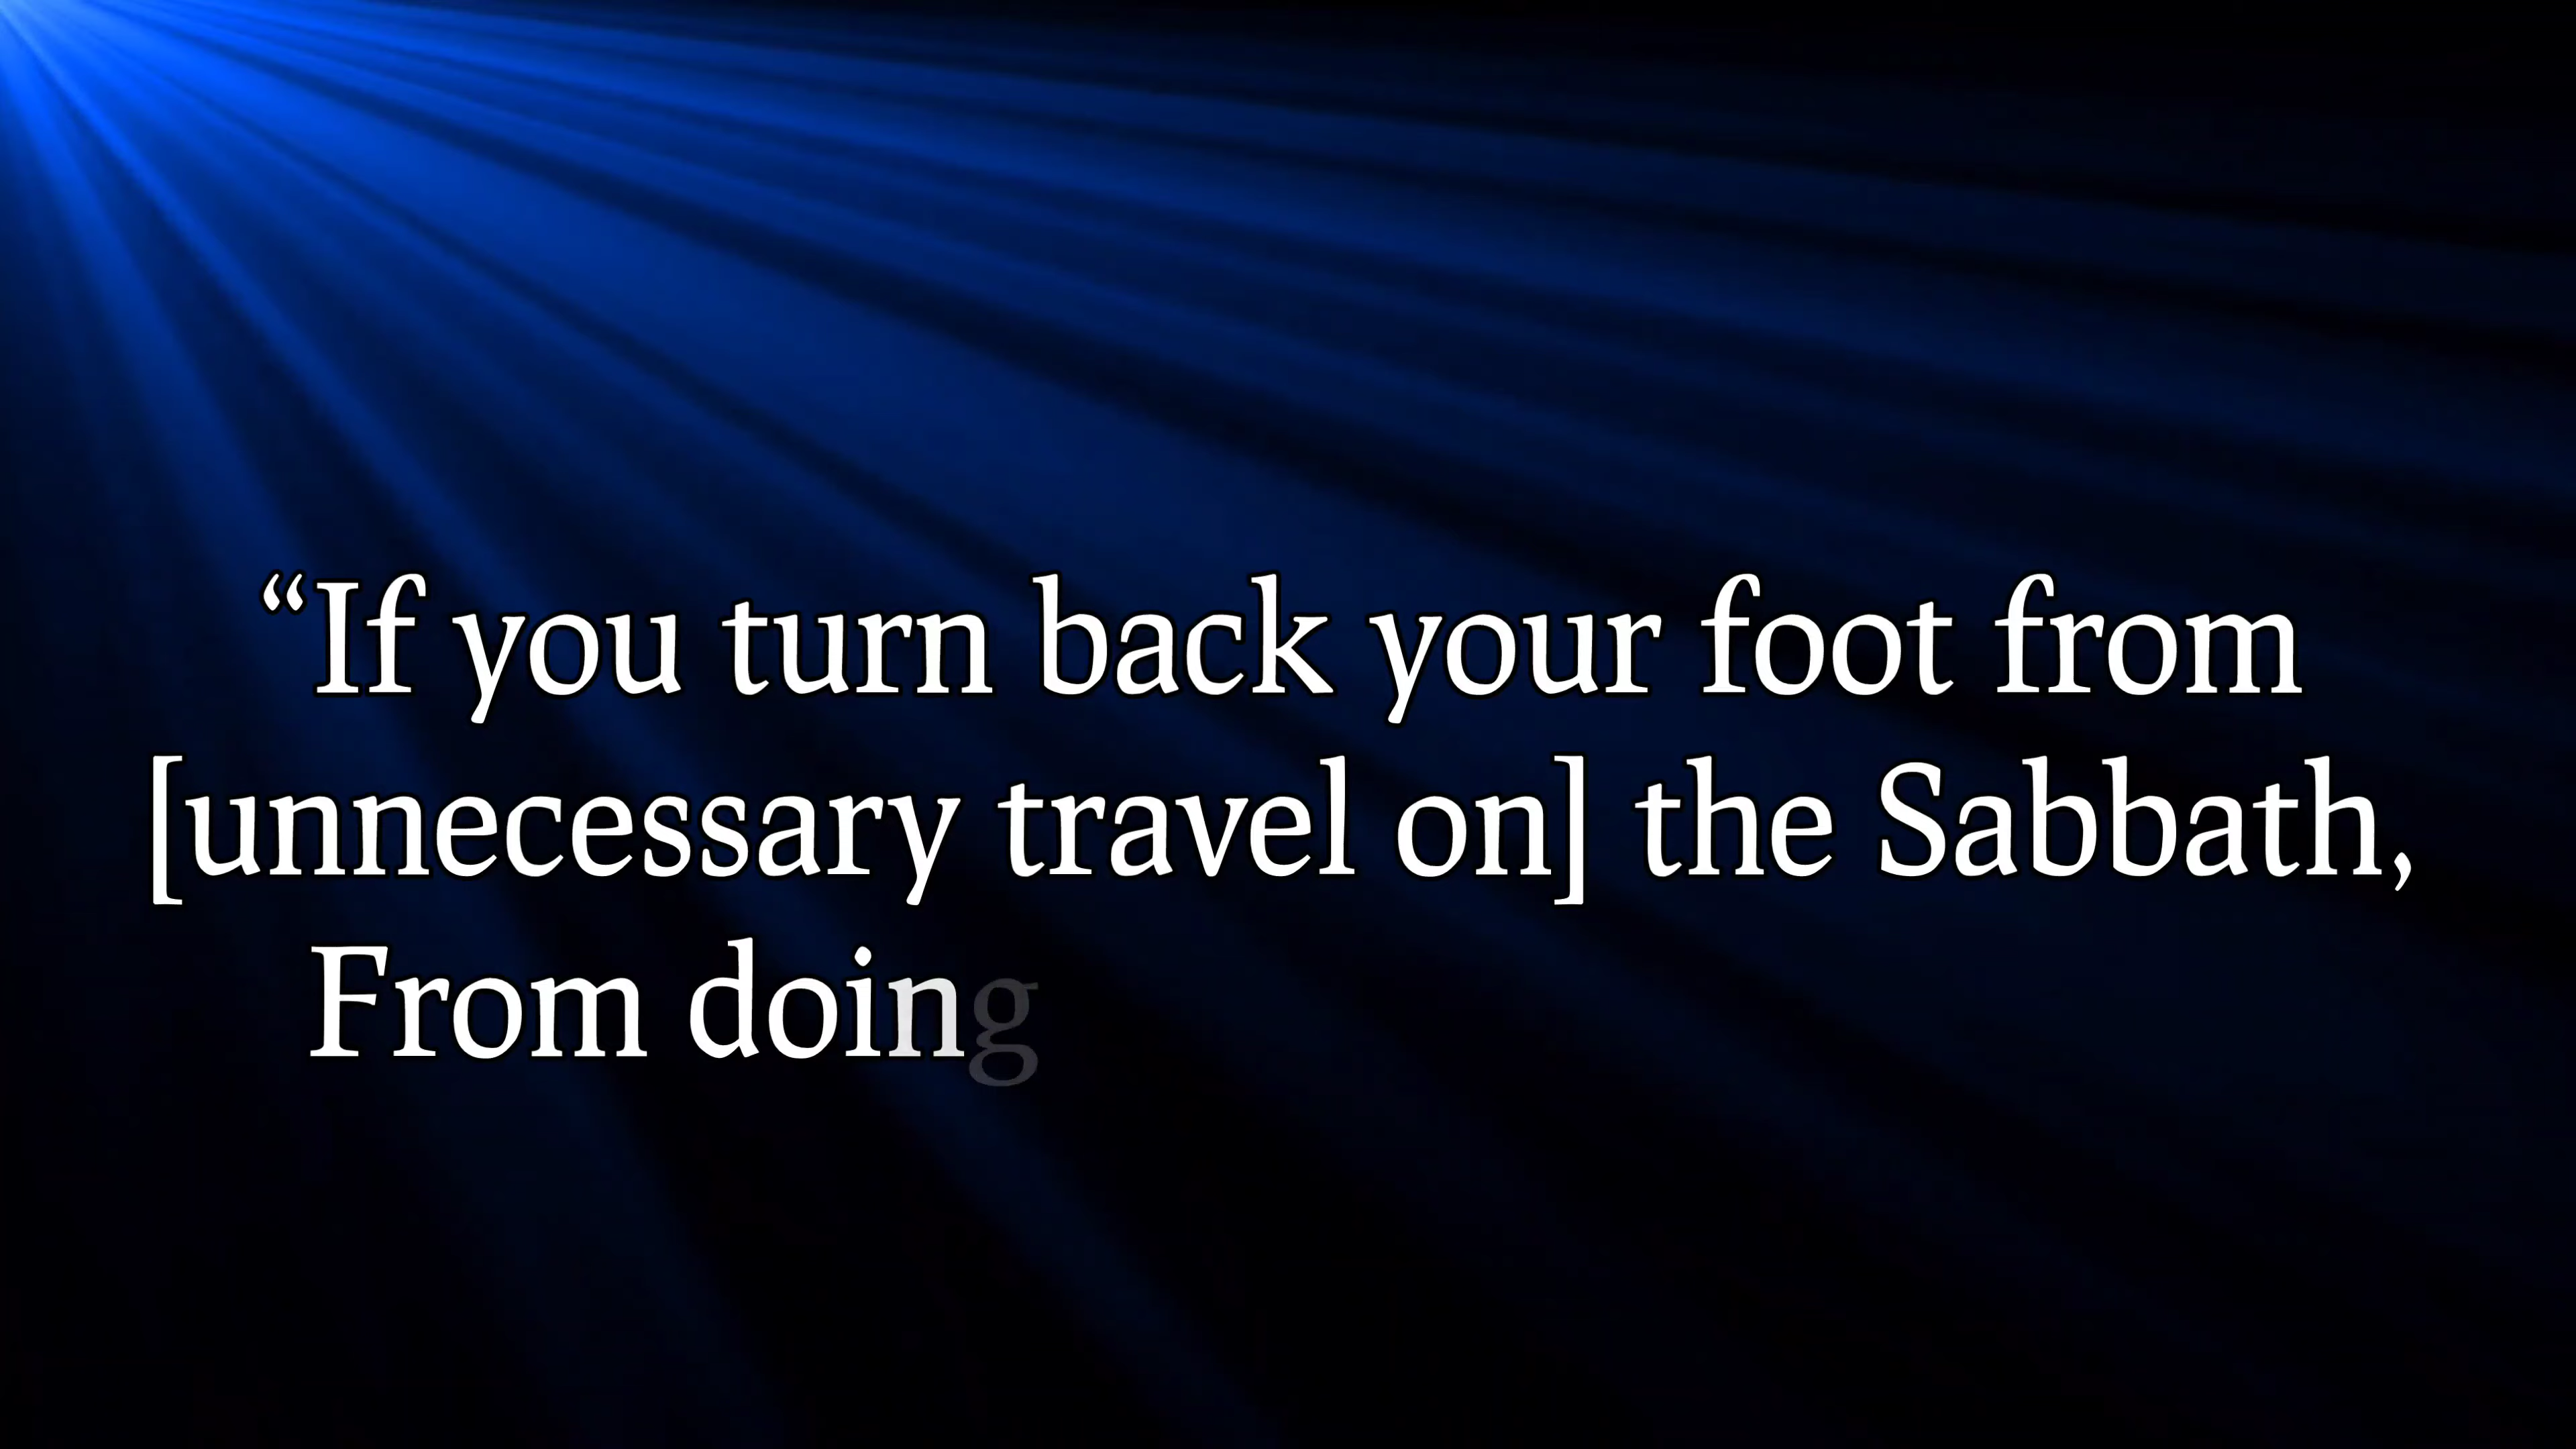 “If you turn back your foot from
[unnecessary travel on] the Sabbath,
From doing